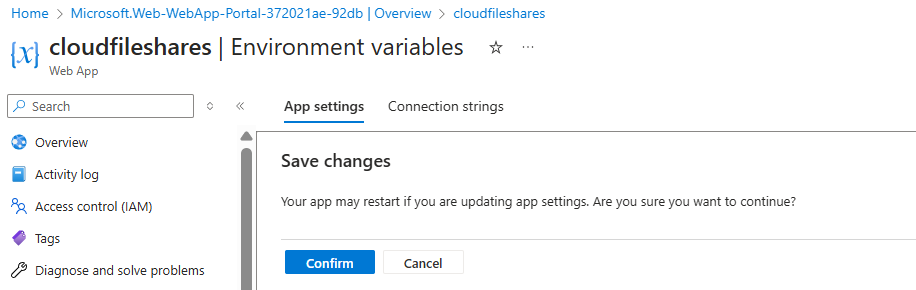 Home > Microsoft.Web-WebApp-Portal-372021ae-92db | Overview > cloudfileshares
{x} cloudfileshares | Environment variables ☆ ...
Web App
Search
App settings Connection strings
Overview
Activity log
Access control (IAM)
Tags
Diagnose and solve problems
Save changes
Your app may restart if you are updating app settings. Are you sure you want to continue?
Confirm Cancel